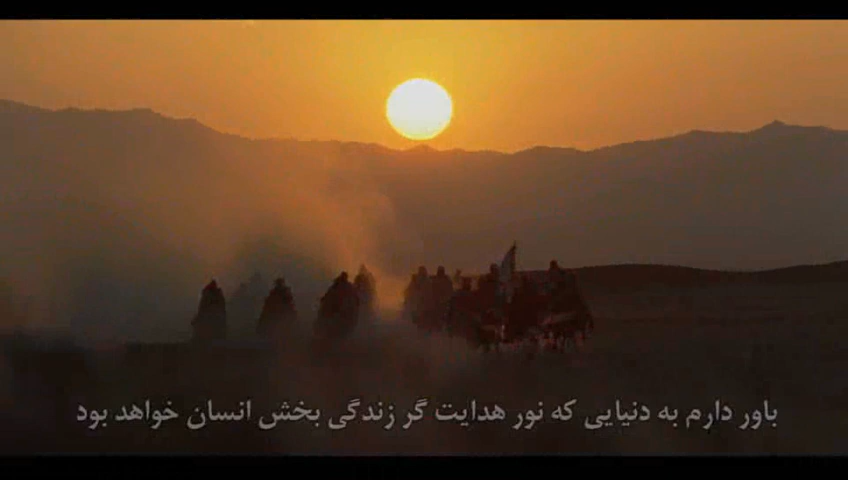 باور دارم به دنیایی که نور هدایت گر زندگی بخش انسان خواهد بود